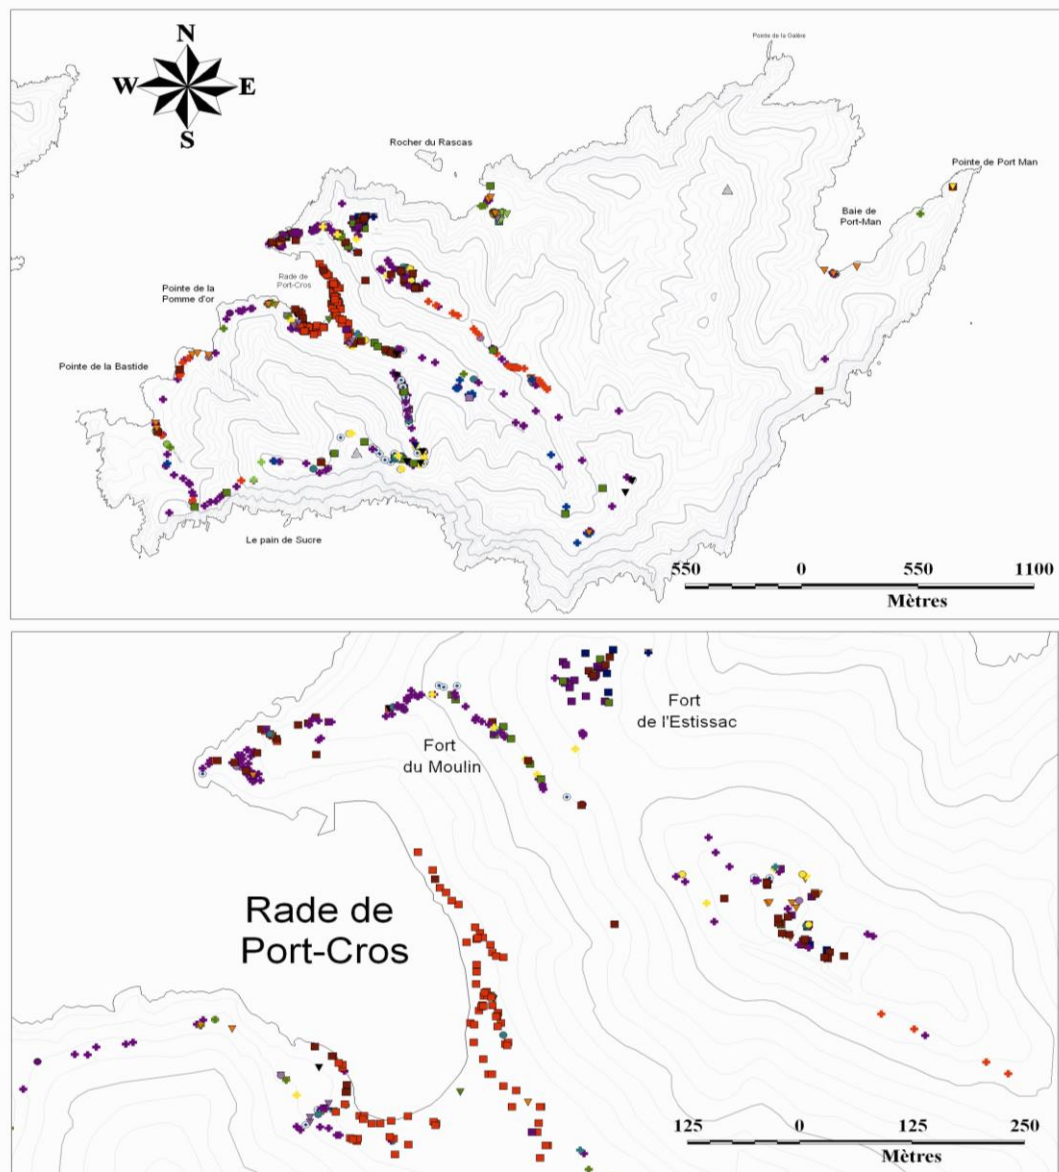 N
Pointe de la Galère
W
E
S
Rocher du Rascas
Pointe de Port Man
Baie de
Port-Man
Rade de
Port-Cros
Pointe de la
Pomme d'or
Pointe de la Bastide
Le pain de Sucre
550
0
550
1100
Mètres
Fort
de l'Estissac
Fort
du Moulin
Rade de
Port-Cros
125
0
125
250
Mètres